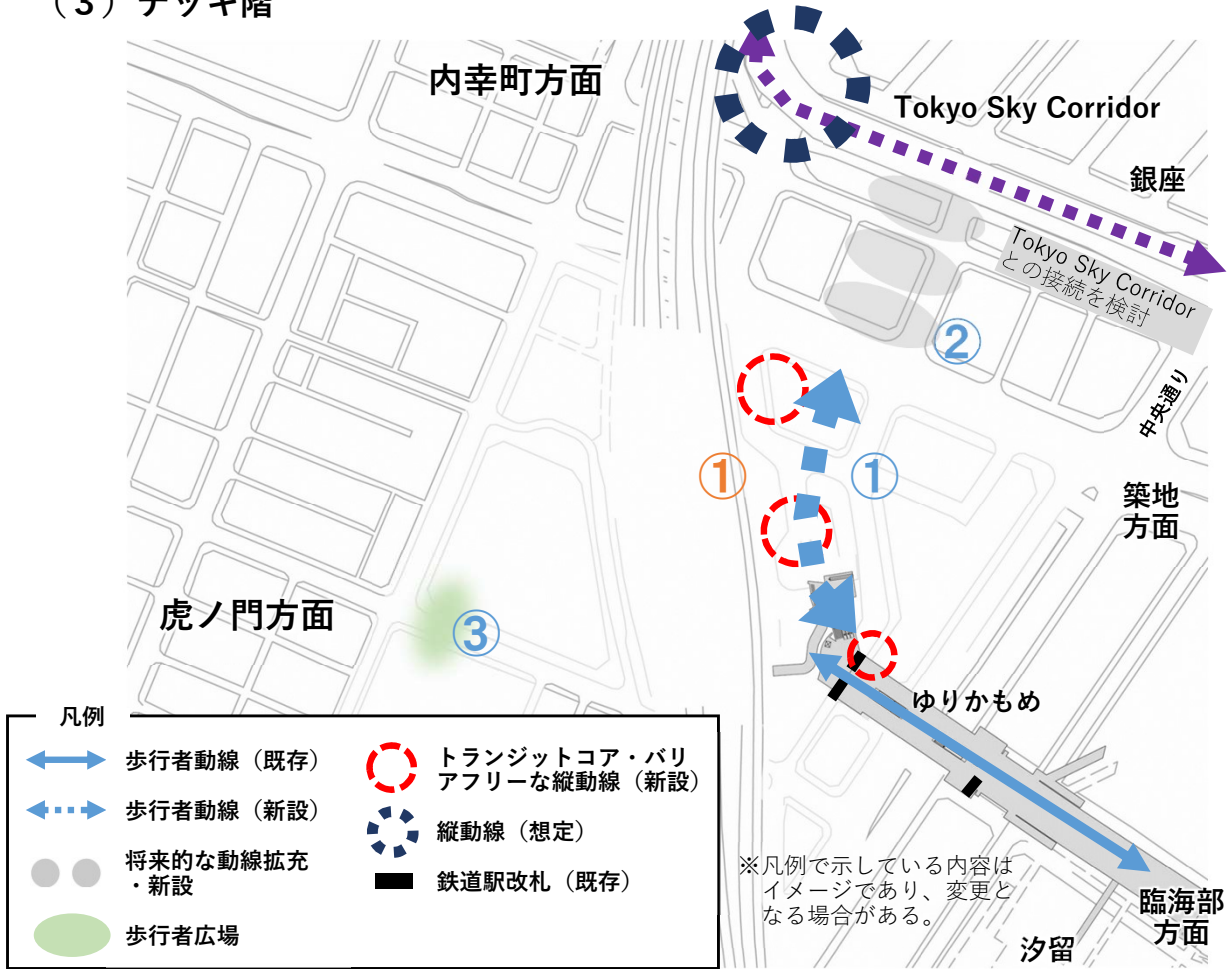 （３）デッキ階
内幸町方面
Tokyo Sky Corridor
銀座
Tokyo Sky Corridor
との接続を検討
②
中央通り
①
①
築地
方面
虎ノ門方面
③
ゆりかもめ
凡例
歩行者動線（既存）
歩行者動線（新設）
将来的な動線拡充
・新設
歩行者広場
トランジットコア・バリ
アフリーな縦動線（新設）
縦動線（想定）
鉄道駅改札（既存）
※凡例で示している内容は
イメージであり、変更と
なる場合がある。
臨海部
方面
汐留